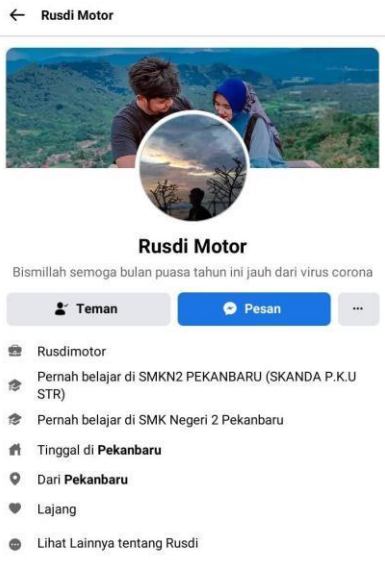 Rusdi Motor
Rusdi Motor
Bismillah semoga bulan puasa tahun ini jauh dari virus corona
Teman
Pesan
Rusdimotor
Pernah belajar di SMKN2 PEKANBARU (SKANDA P.K.U
STR)
Pernah belajar di SMK Negeri 2 Pekanbaru
Tinggal di Pekanbaru
Dari Pekanbaru
Lajang
Lihat Lainnya tentang Rusdi